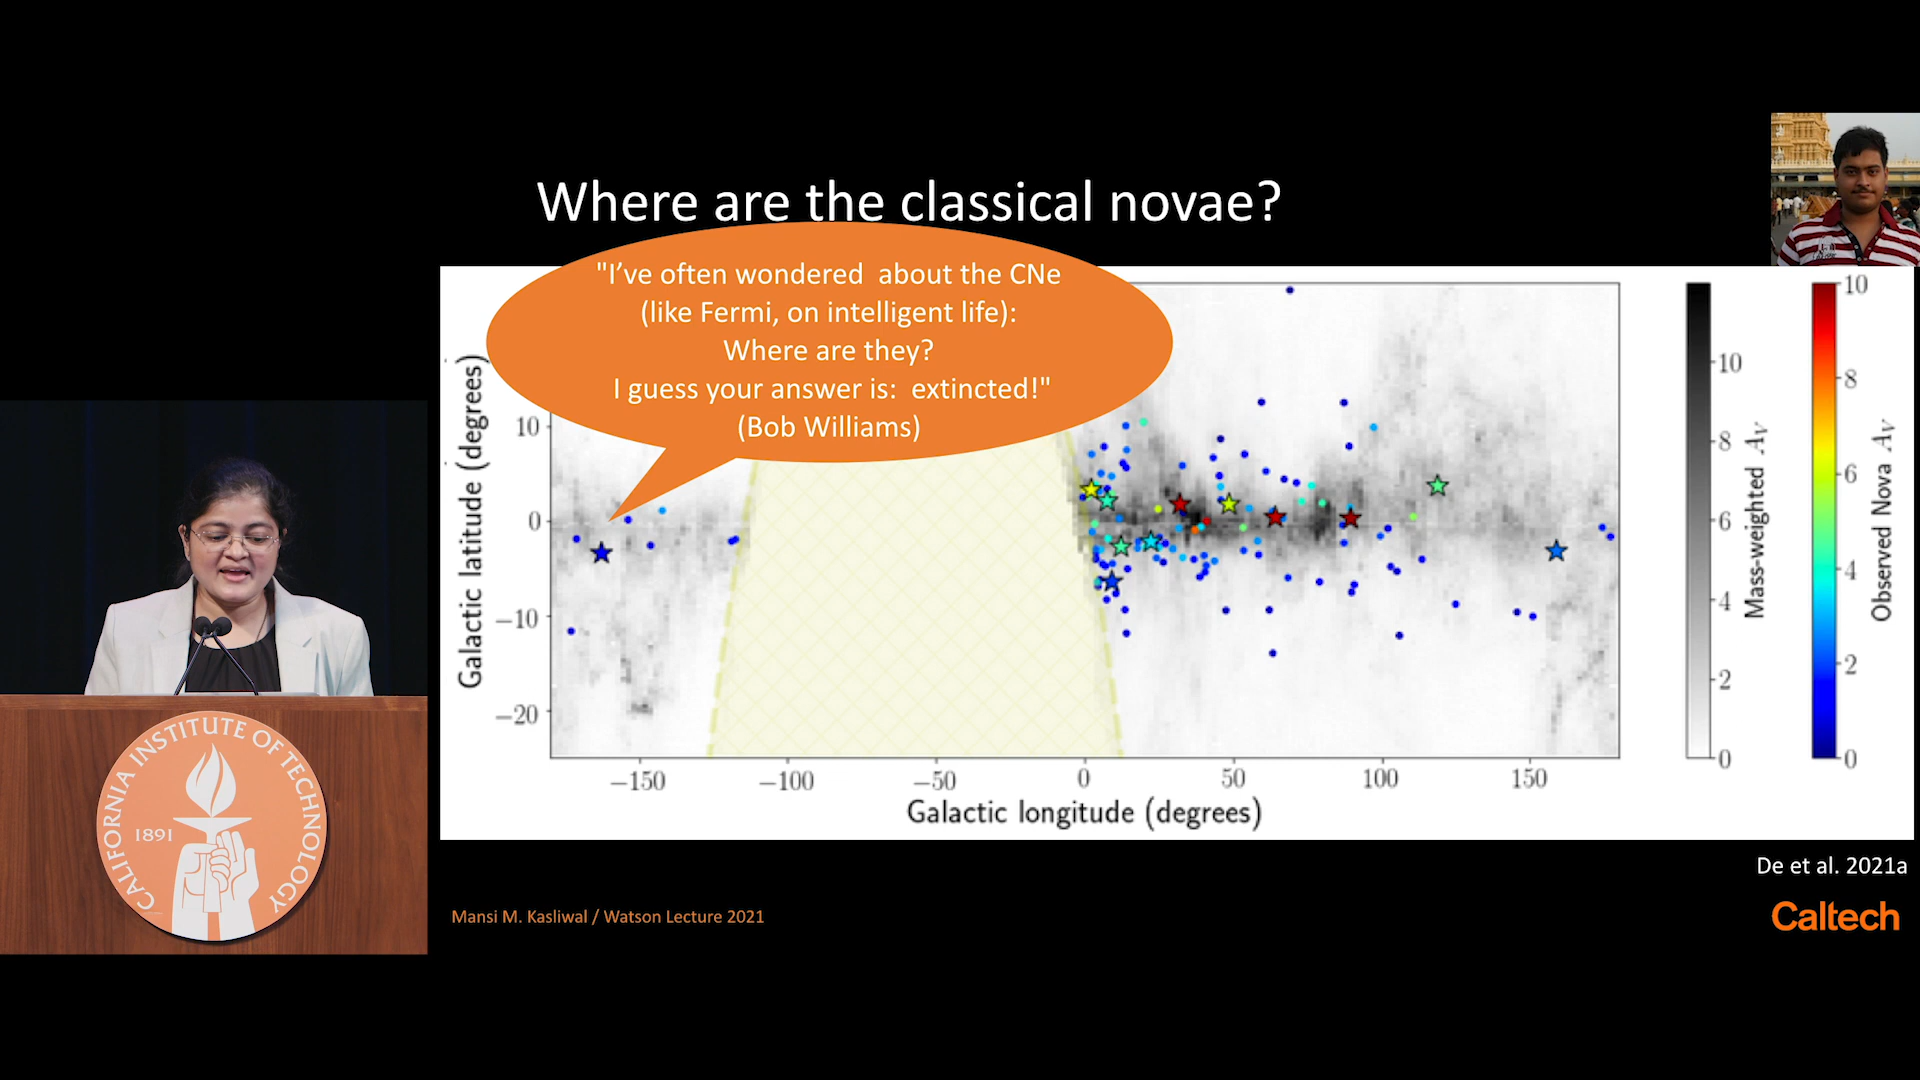 Where are the classical novae?
"I've often wondered about the CNe
(like Fermi, on intelligent life):
Where are they?
I guess your answer is: extincted!"
(Bob Williams)
Galactic latitude (degrees)
10
0
−10
−20
−150
−100
−50
0
50
100
150
Galactic longitude (degrees)
10
8
6
4
2
0
Mass-weighted AV
10
8
6
4
2
0
Observed Nova AV
De et al. 2021a
Mansi M. Kasliwal / Watson Lecture 2021
Caltech
CALIFORNIA INSTITUTE OF TECHNOLOGY
1891